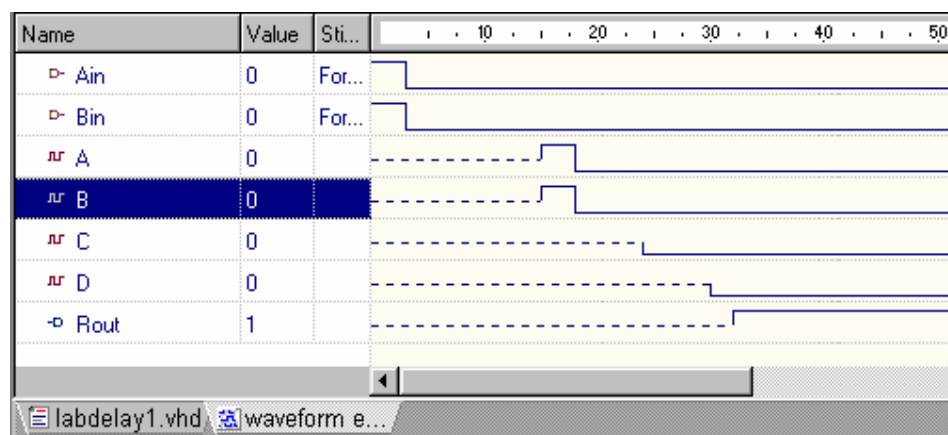 Name Value Sti... 10 20 30 40 50
Ain 0 For...
Bin 0 For...
A 0
B 0
C 0
D 0
Rout 1
labdelay1.vhd waveform e...